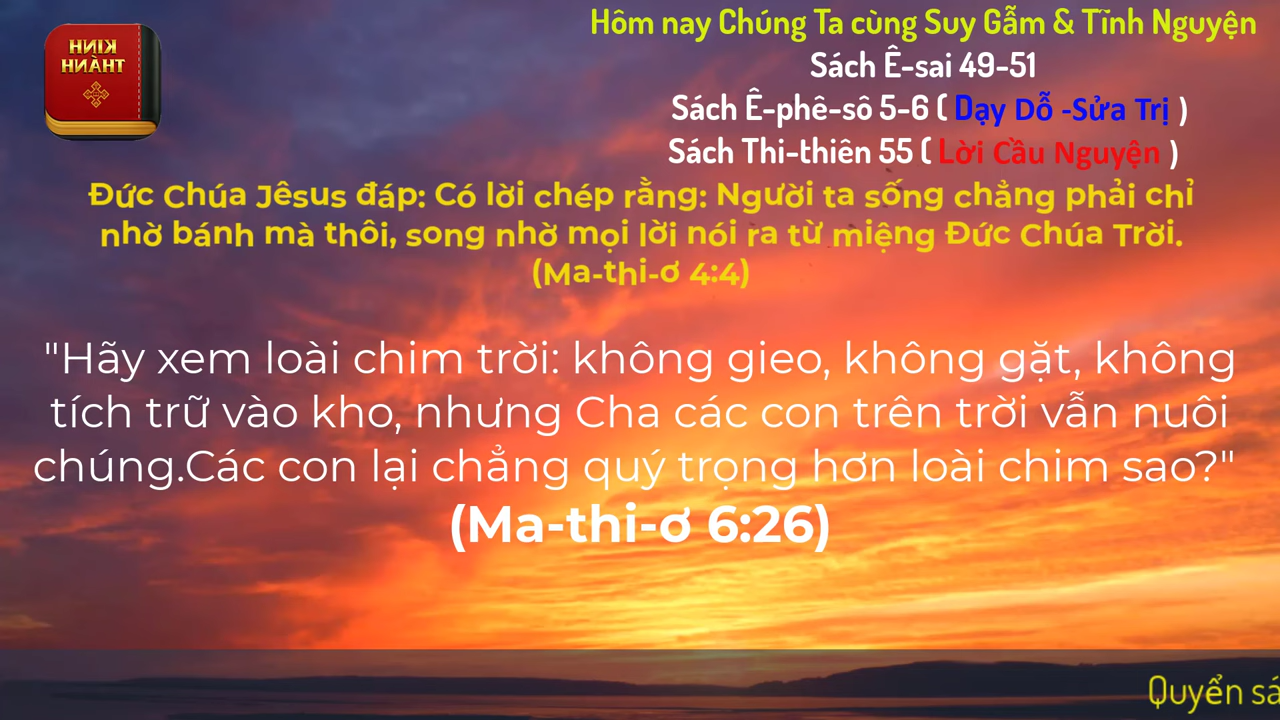 KINH
THÁNH
Hôm nay Chúng Ta cùng Suy Gẫm & Tĩnh Nguyện
Sách Ê-sai 49-51
Sách Ê-phê-sô 5-6 ( Dạy Dỗ -Sửa Trị )
Sách Thi-thiên 55 ( Lời Cầu Nguyện )
Đức Chúa Jêsus đáp: Có lời chép rằng: Người ta sống chẳng phải chỉ
nhờ bánh mà thôi, song nhờ mọi lời nói ra từ miệng Đức Chúa Trời.
(Ma-thi-ơ 4:4)
"Hãy xem loài chim trời: không gieo, không gặt, không
tích trữ vào kho, nhưng Cha các con trên trời vẫn nuôi
chúng.Các con lại chẳng quý trọng hơn loài chim sao?"
(Ma-thi-ơ 6:26)
Quyển sá